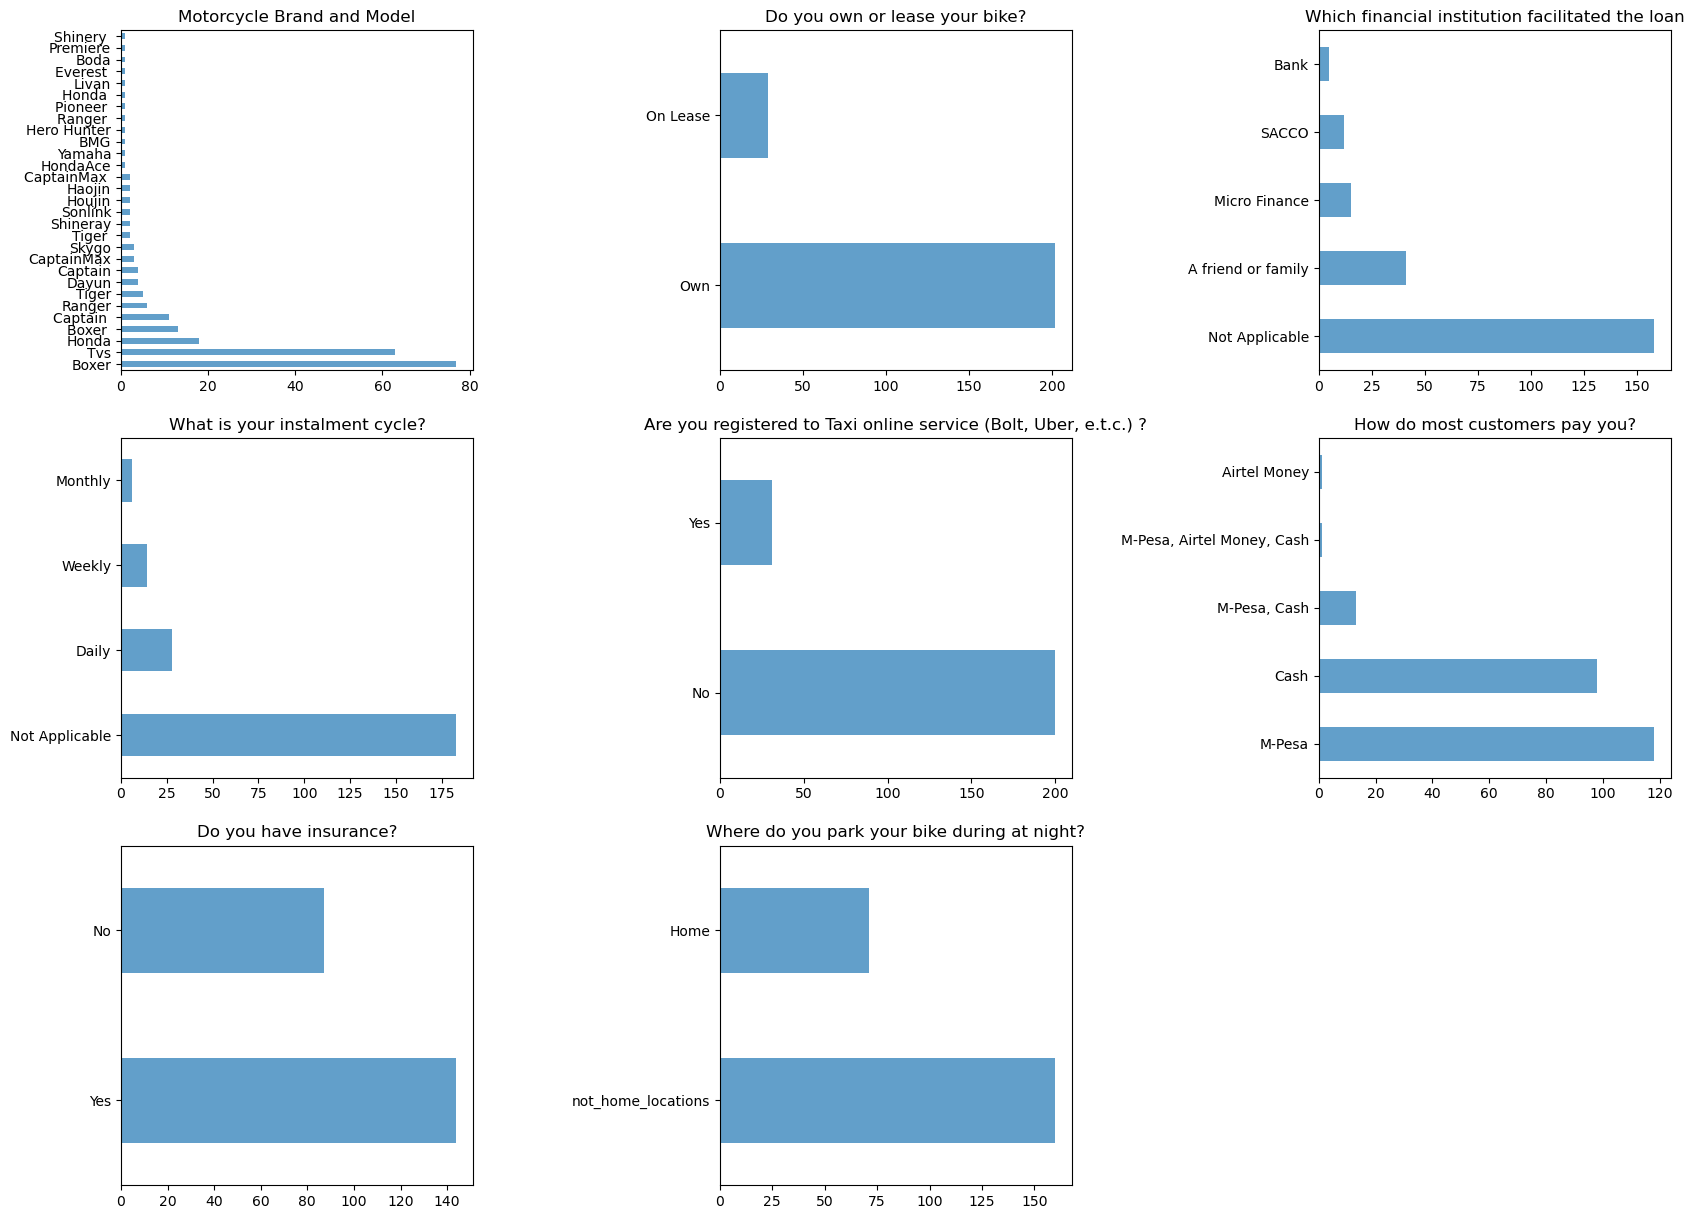 Motorcycle Brand and Model
Shinery
Premiere
Boda
Everest
Livan
Honda
Pioneer
Ranger
Hero Hunter
BMG
Yamaha
HondaAce
CaptainMax
Haojin
Houjin
Sonlink
Shineray
Tiger
Skygo
CaptainMax
Captain
Dayun
Tiger
Ranger
Captain
Boxer
Honda
Tvs
Boxer
0 20 40 60 80
Do you own or lease your bike?
On Lease
Own
0 50 100 150 200
Which financial institution facilitated the loan
Bank
SACCO
Micro Finance
A friend or family
Not Applicable
0 25 50 75 100 125 150
What is your instalment cycle?
Monthly
Weekly
Daily
Not Applicable
0 25 50 75 100 125 150 175
Are you registered to Taxi online service (Bolt, Uber, e.t.c.) ?
Yes
No
0 50 100 150 200
How do most customers pay you?
Airtel Money
M-Pesa, Airtel Money, Cash
M-Pesa, Cash
Cash
M-Pesa
0 20 40 60 80 100 120
Do you have insurance?
No
Yes
0 20 40 60 80 100 120 140
Where do you park your bike during at night?
Home
not_home_locations
0 25 50 75 100 125 150